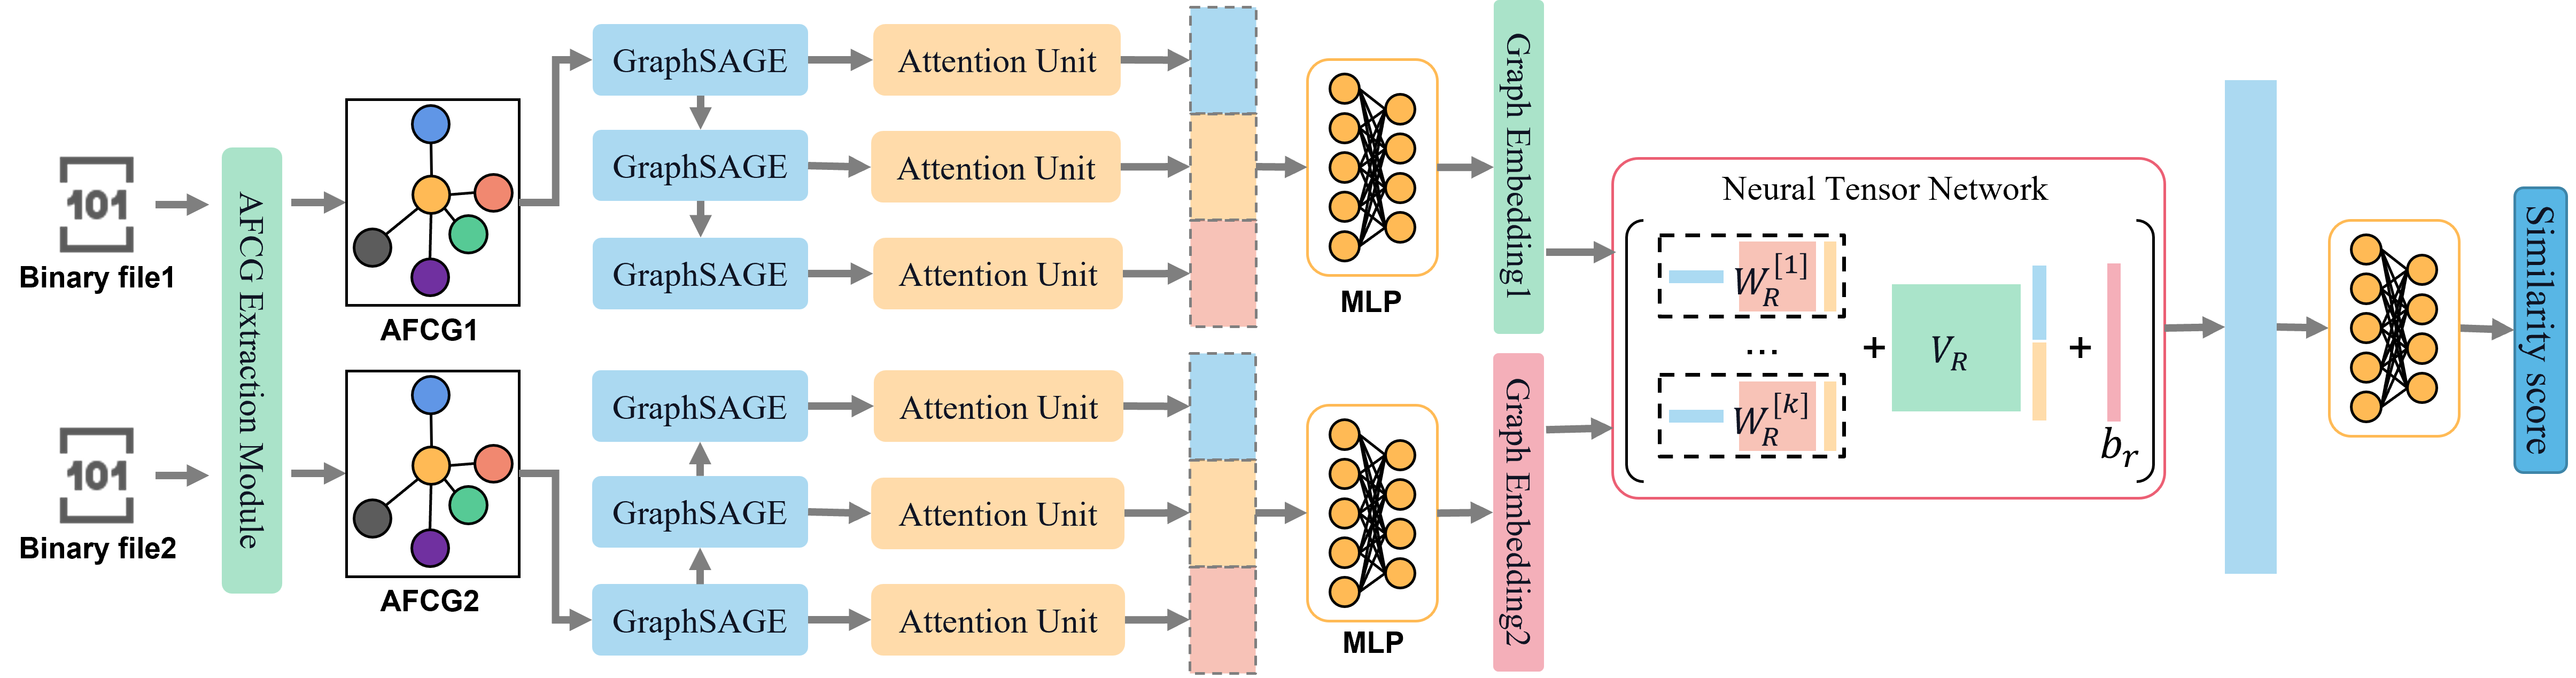 101
Binary file1
101
Binary file2
AFCG Extraction Module
AFCG1
AFCG2
GraphSAGE
Attention Unit
GraphSAGE
Attention Unit
GraphSAGE
Attention Unit
GraphSAGE
Attention Unit
GraphSAGE
Attention Unit
GraphSAGE
Attention Unit
MLP
MLP
Graph Embedding1
Graph Embedding2
Neural Tensor Network
W_R^[1]
...
W_R^[k]
+
V_R
+
b_r
Similarity score